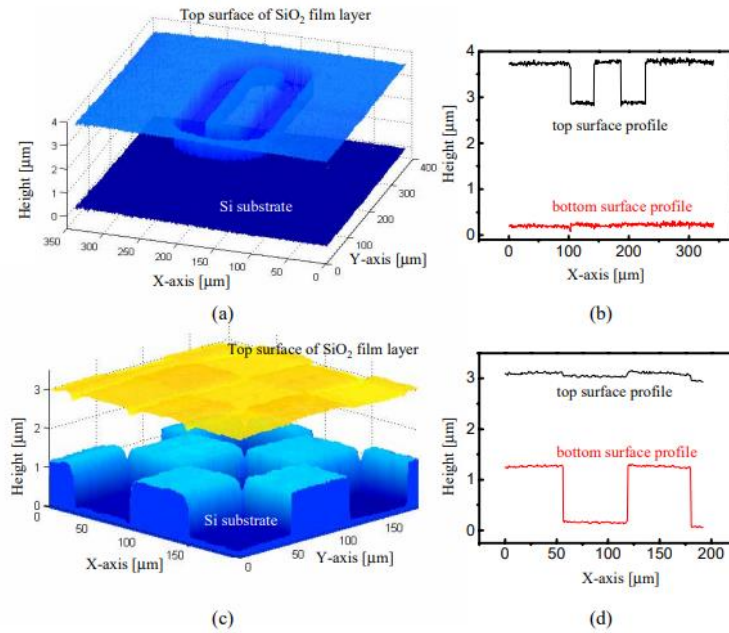 Top surface of SiO₂ film layer
Height [μm]
4
3
2
1
0
Si substrate
350
300
250
200
150
100
50
0
X-axis [μm]
0
100
200
300
400
Y-axis [μm]
(a)
Height [μm]
4
3
2
1
0
top surface profile
bottom surface profile
0
100
200
300
X-axis [μm]
(b)
Top surface of SiO₂ film layer
Height [μm]
3
2
1
0
Si substrate
0
50
100
150
X-axis [μm]
0
50
100
150
Y-axis [μm]
(c)
Height [μm]
3
2
1
0
top surface profile
bottom surface profile
0
50
100
150
200
X-axis [μm]
(d)